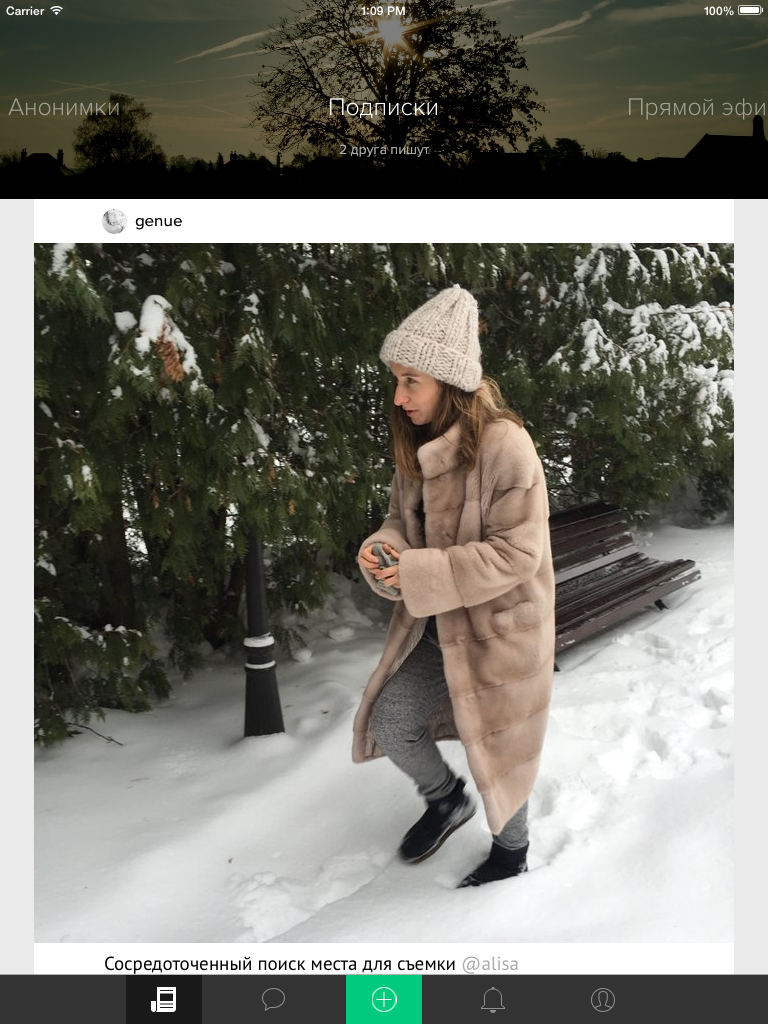 Carrier 1:09 PM 100%
Анонимки Подписки Прямой эфи
2 друга пишут
genue
Сосредоточенный поиск места для съемки @alisa